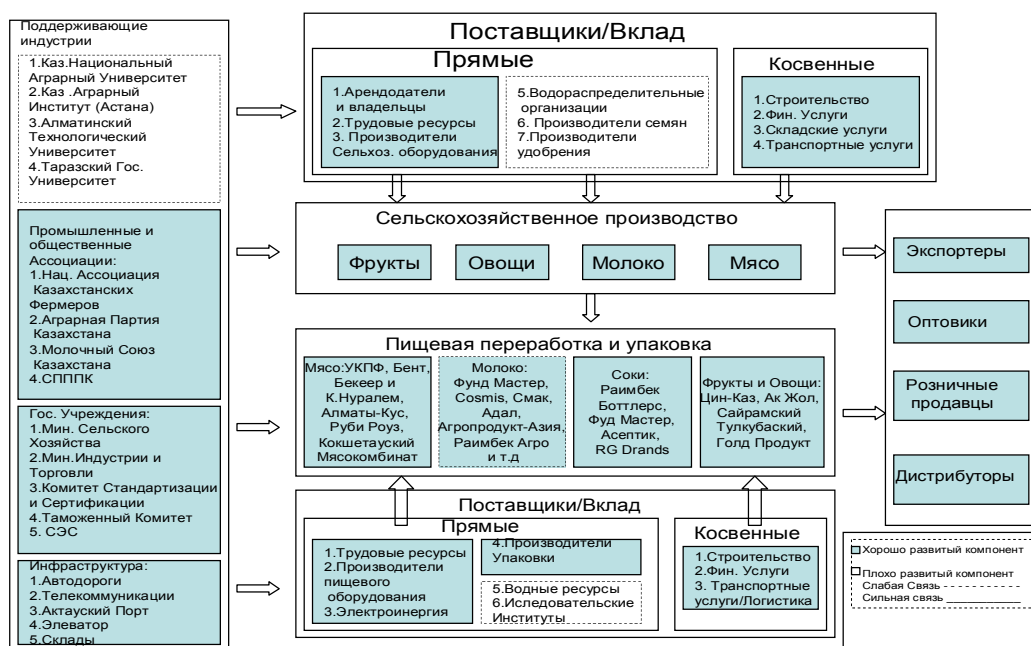 Поддерживающие
индустрии
1.Каз.Национальный
Аграрный Университет
2.Каз .Аграрный
Институт (Астана)
3.Алматинский
Технологический
Университет
4.Таразский Гос.
Университет
Промышленные и
общественные
Ассоциации:
1.Нац. Ассоциация
Казахстанских
Фермеров
2.Аграрная Партия
Казахстана
3.Молочный Союз
Казахстана
4.СПППК
Гос. Учреждения:
1.Мин. Сельского
Хозяйства
2.Мин.Индустрии и
Торговли
3.Комитет Стандартизации
и Сертификации
4.Таможенный Комитет
5. СЭС
Инфраструктура:
1.Автодороги
2.Телекоммуникации
3.Актауский Порт
4.Элеватор
5.Склады
Поставщики/Вклад
Прямые
1.Арендодатели
и владельцы
2.Трудовые ресурсы
3. Производители
Сельхоз. оборудования
5.Водораспределительные
организации
6. Производители семян
7.Производители
удобрения
Косвенные
1.Строительство
2.Фин. Услуги
3.Складские услуги
4.Транспортные услуги
Сельскохозяйственное производство
Фрукты
Овощи
Молоко
Мясо
Пищевая переработка и упаковка
Мясо:УКПФ, Бент,
Бекеер и
К.Нуралем,
Алматы-Кус,
Руби Роуз,
Кокшетауский
Мясокомбинат
Молоко:
Фунд Мастер,
Cosmis, Смак,
Адал,
Агропродукт-Азия,
Раимбек Агро
и т.д
Соки:
Раимбек
Боттлерс,
Фуд Мастер,
Асептик,
RG Drands
Фрукты и Овощи:
Цин-Каз, Ак Жол,
Сайрамский
Тулкубаский,
Голд Продукт
Поставщики/Вклад
Прямые
1.Трудовые ресурсы
2.Производители
пищевого
оборудования
3.Электроинергия
4.Производители
Упаковки
5.Водные ресурсы
6.Иследовательские
Институты
Косвенные
1.Строительство
2.Фин. Услуги
3. Транспортные
услуги/Логистика
Экспортеры
Оптовики
Розничные
продавцы
Дистрибуторы
Хорошо развитый компонент
Плохо развитый компонент
Слабая Связь - - - - - - - - - -
Сильная связь ____________